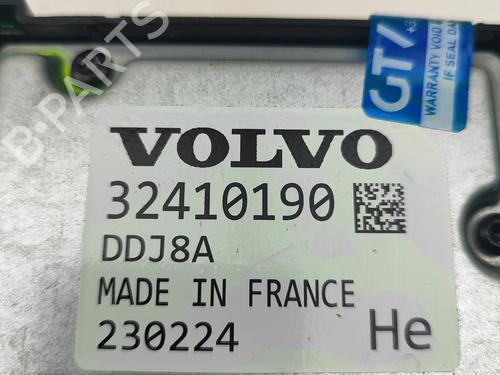 B-PARTS
GT
WARRANTY VOID
IF SEAL DA
VOLVO
32410190
DDJ8A
MADE IN FRANCE
230224
He